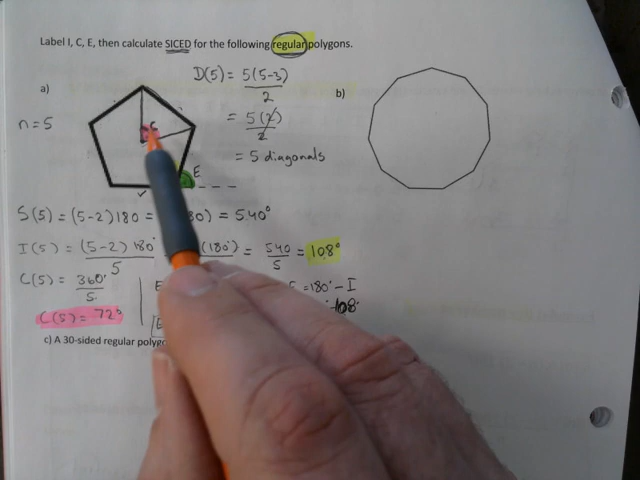 Label I, C, E, then calculate SICED for the following regular polygons.
a)
D(5) = 5(5-3)
2
b)
n = 5
= 5(2)
2
= 5 diagonals
C
E
S(5) = (5-2)180 = 80) = 540°
I(5) = (5-2)180° (180°) = 540 = 108°
5 5
C(5) = 360° E = 180° - I
5
C(5) = 72° 108°
c) A 30-sided regular